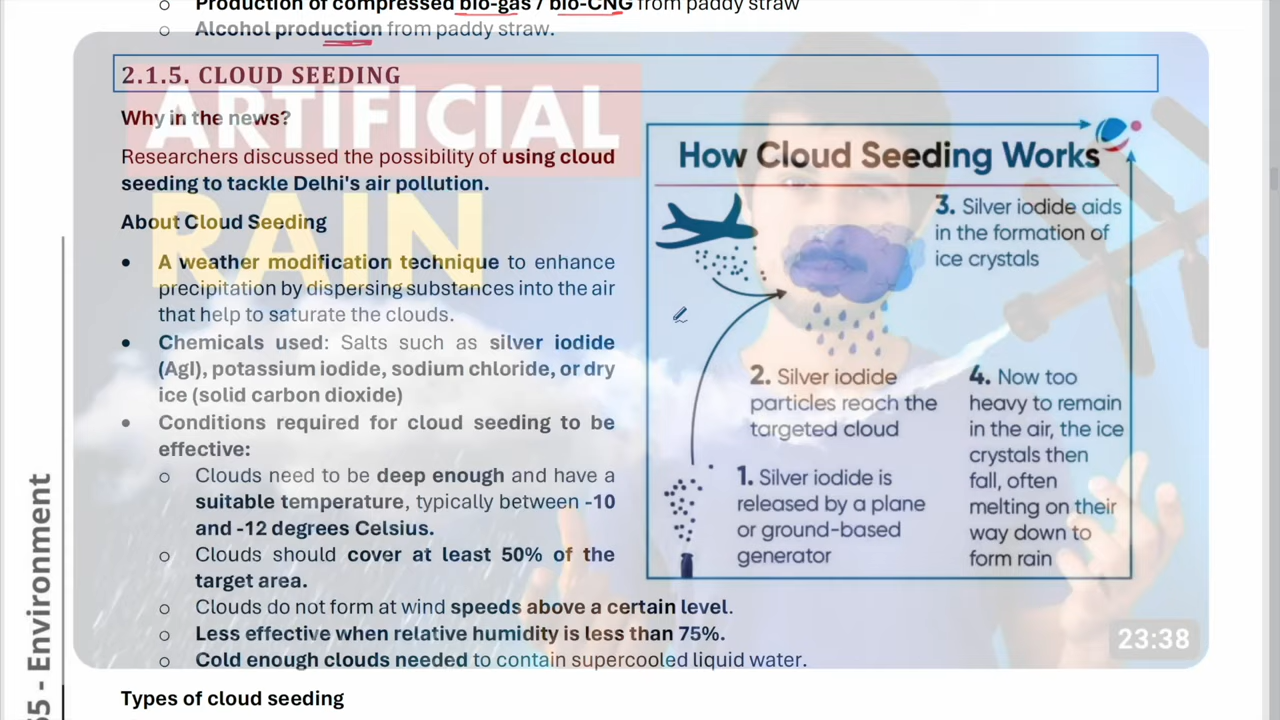 Production of compressed bio-gas / bio-CNG from paddy straw
Alcohol production from paddy straw.
2.1.5. CLOUD SEEDING
ARTIFICIAL
RAIN
Why in the news?
Researchers discussed the possibility of using cloud
seeding to tackle Delhi's air pollution.
About Cloud Seeding
• A weather modification technique to enhance
precipitation by dispersing substances into the air
that help to saturate the clouds.
• Chemicals used: Salts such as silver iodide
(AgI), potassium iodide, sodium chloride, or dry
ice (solid carbon dioxide)
• Conditions required for cloud seeding to be
effective:
o Clouds need to be deep enough and have a
suitable temperature, typically between -10
and -12 degrees Celsius.
o Clouds should cover at least 50% of the
target area.
o Clouds do not form at wind speeds above a certain level.
o Less effective when relative humidity is less than 75%.
o Cold enough clouds needed to contain supercooled liquid water.
Types of cloud seeding
How Cloud Seeding Works
3. Silver iodide aids
in the formation of
ice crystals
2. Silver iodide
particles reach the
targeted cloud
1. Silver iodide is
released by a plane
or ground-based
generator
4. Now too
heavy to remain
in the air, the ice
crystals then
fall, often
melting on their
way down to
form rain
23:38
55 - Environment